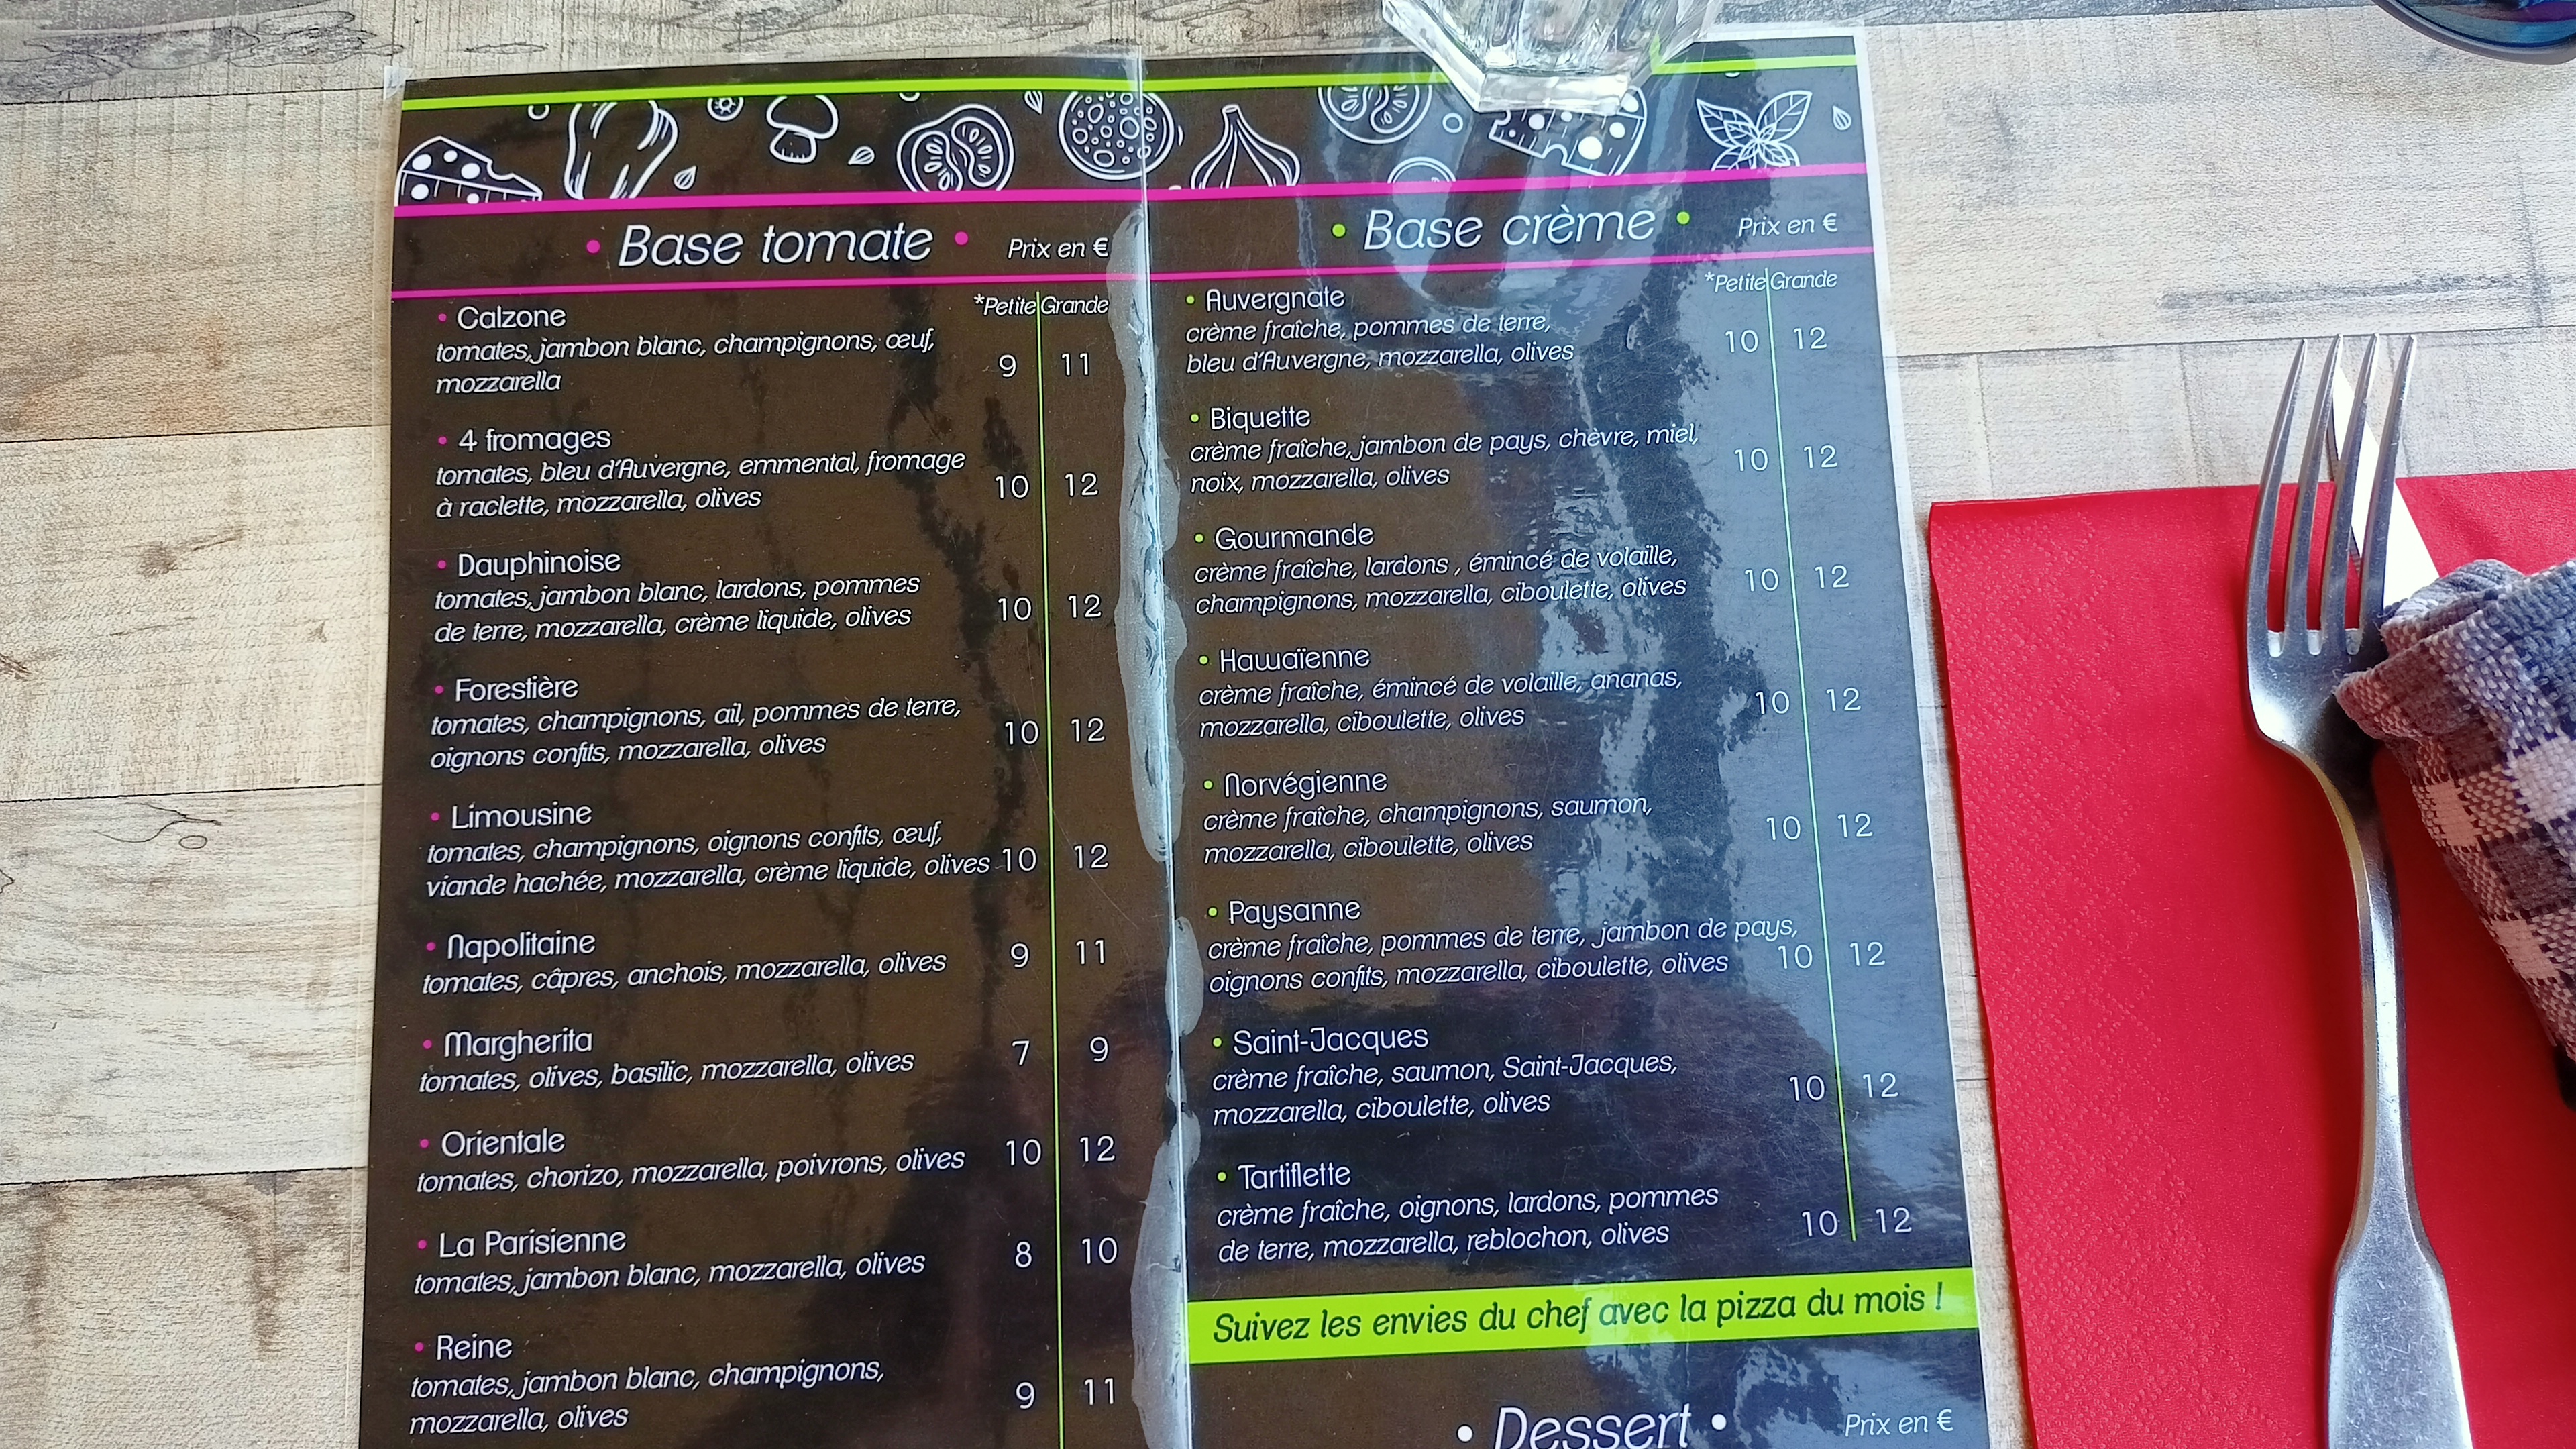 • Base tomate •
Prix en €
*Petite Grande
• Calzone
tomates, jambon blanc, champignons, œuf,
mozzarella
9 11
• 4 fromages
tomates, bleu d'Auvergne, emmental, fromage
à raclette, mozzarella, olives
10 12
• Dauphinoise
tomates, jambon blanc, lardons, pommes
de terre, mozzarella, crème liquide, olives
10 12
• Forestière
tomates, champignons, ail, pommes de terre,
oignons confits, mozzarella, olives
10 12
• Limousine
tomates, champignons, oignons confits, œuf,
viande hachée, mozzarella, crème liquide, olives
10 12
• Napolitaine
tomates, câpres, anchois, mozzarella, olives
9 11
• Margherita
tomates, olives, basilic, mozzarella, olives
7 9
• Orientale
tomates, chorizo, mozzarella, poivrons, olives
10 12
• La Parisienne
tomates, jambon blanc, mozzarella, olives
8 10
• Reine
tomates, jambon blanc, champignons,
mozzarella, olives
9 11
• Base crème •
Prix en €
*Petite Grande
• Auvergnate
crème fraîche, pommes de terre,
bleu d'Auvergne, mozzarella, olives
10 12
• Biquette
crème fraîche, jambon de pays, chèvre, miel,
noix, mozzarella, olives
10 12
• Gourmande
crème fraîche, lardons , émincé de volaille,
champignons, mozzarella, ciboulette, olives
10 12
• Hawaïenne
crème fraîche, émincé de volaille, ananas,
mozzarella, ciboulette, olives
10 12
• Norvégienne
crème fraîche, champignons, saumon,
mozzarella, ciboulette, olives
10 12
• Paysanne
crème fraîche, pommes de terre, jambon de pays,
oignons confits, mozzarella, ciboulette, olives
10 12
• Saint-Jacques
crème fraîche, saumon, Saint-Jacques,
mozzarella, ciboulette, olives
10 12
• Tartiflette
crème fraîche, oignons, lardons, pommes
de terre, mozzarella, reblochon, olives
10 12
Suivez les envies du chef avec la pizza du mois !
• Dessert •
Prix en €